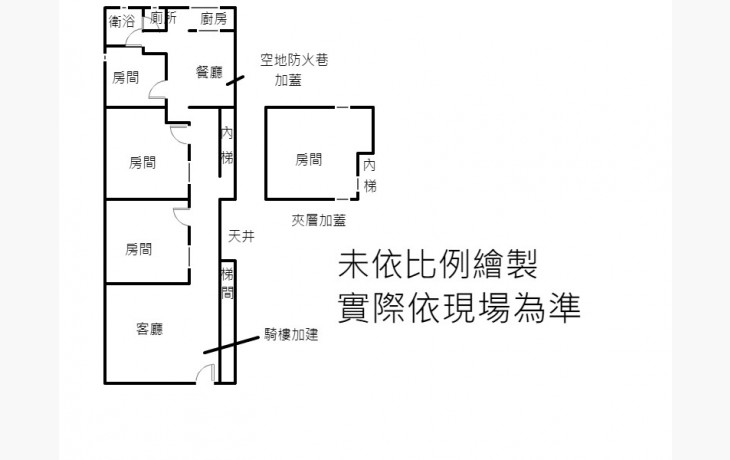 衛浴
廁所
廚房
餐廳
空地防火巷
加蓋
房間
內
梯
房間
房間
內
梯
夾層加蓋
房間
天井
梯
間
客廳
騎樓加建
未依比例繪製
實際依現場為準